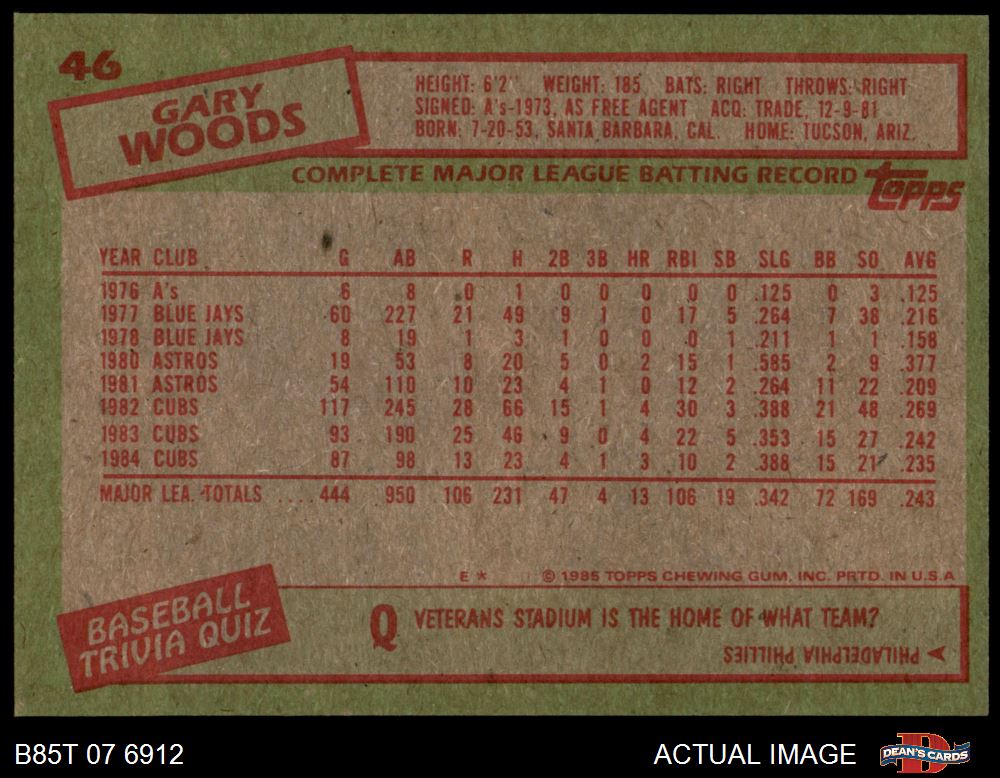 46
GARY
WOODS
HEIGHT: 6'2" WEIGHT: 185 BATS: RIGHT THROWS: RIGHT
SIGNED: A's-1973, AS FREE AGENT ACQ: TRADE, 12-9-81
BORN: 7-20-53, SANTA BARBARA, CAL. HOME: TUCSON, ARIZ.
COMPLETE MAJOR LEAGUE BATTING RECORD topps
YEAR CLUB G AB R H 2B 3B HR RBI SB SLG BB SO AVG
1976 A's 6 8 0 1 0 0 0 0 0 .125 0 3 .125
1977 BLUE JAYS 60 227 21 49 9 1 0 17 5 .264 7 38 .216
1978 BLUE JAYS 8 19 1 3 1 0 0 0 1 .211 1 1 .158
1980 ASTROS 19 53 8 20 5 0 2 15 1 .585 2 9 .377
1981 ASTROS 54 110 10 23 4 1 0 12 2 .264 11 22 .209
1982 CUBS 117 245 28 66 15 1 4 30 3 .388 21 48 .269
1983 CUBS 93 190 25 46 9 0 4 22 5 .353 15 27 .242
1984 CUBS 87 98 13 23 4 1 3 10 2 .388 15 21 .235
MAJOR LEA. TOTALS .... 444 950 106 231 47 4 13 106 19 .342 72 169 .243
E * © 1985 TOPPS CHEWING GUM, INC. PRTD. IN U.S.A
BASEBALL
TRIVIA QUIZ
Q VETERANS STADIUM IS THE HOME OF WHAT TEAM?
PHILADELPHIA PHILLIES
B85T 07 6912
ACTUAL IMAGE
D
DEAN'S CARDS